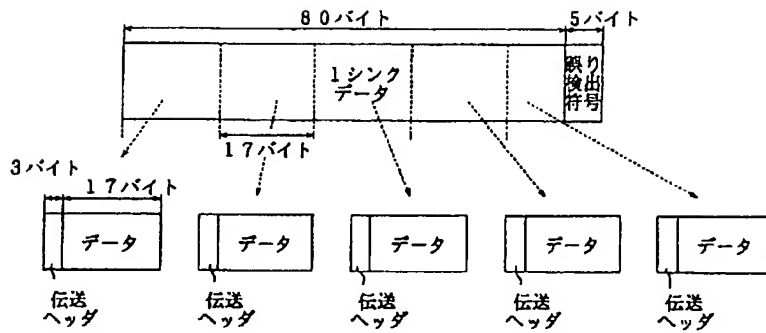 80バイト
5バイト
1シンク
データ
誤り
検出
符号
17バイト
3バイト
17バイト
データ
データ
データ
データ
データ
伝送
ヘッダ
伝送
ヘッダ
伝送
ヘッダ
伝送
ヘッダ
伝送
ヘッダ